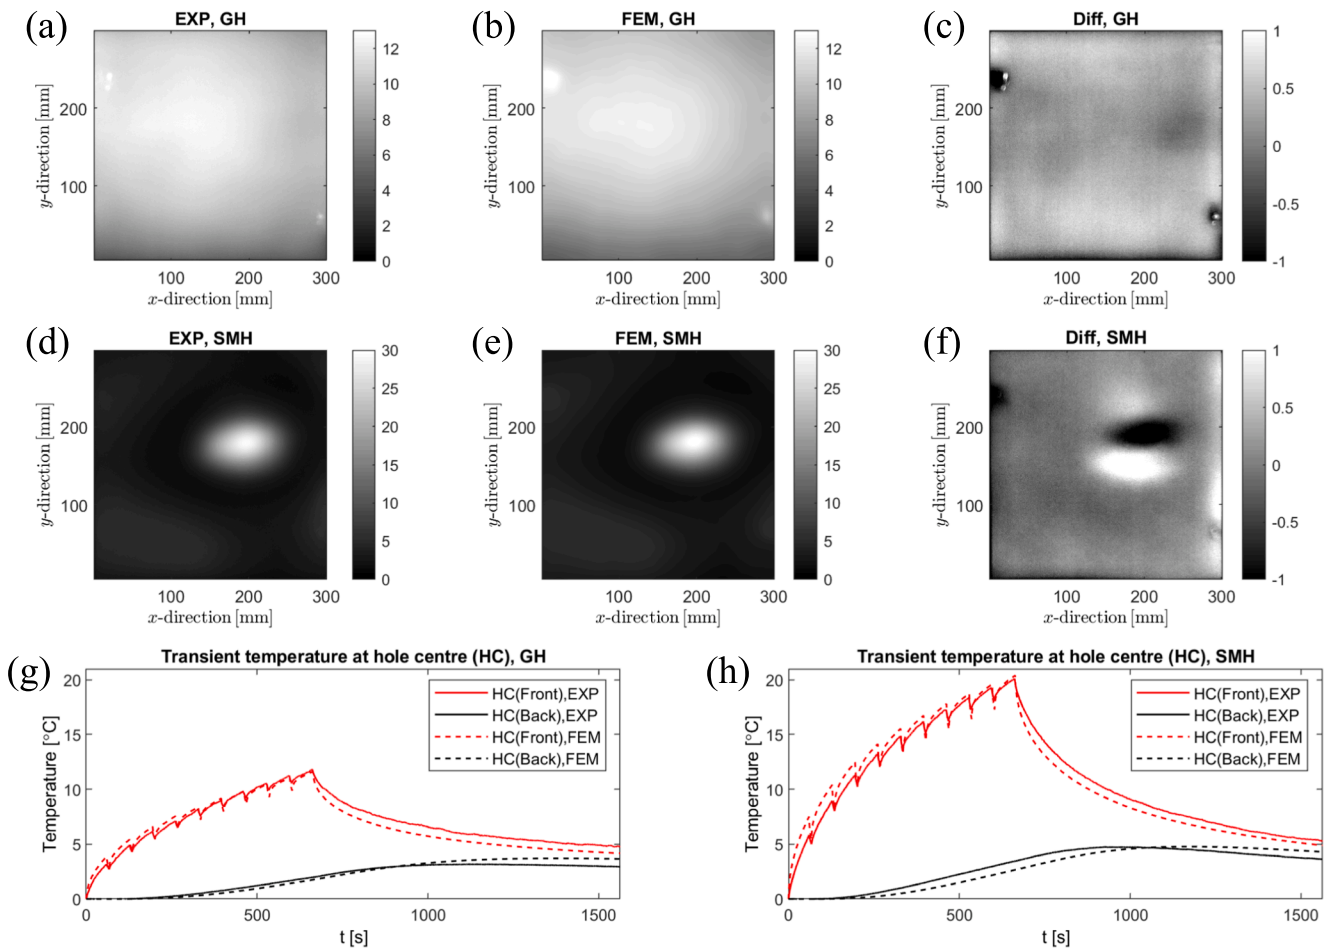 (a) EXP, GH
y-direction [mm]
200
100
100 200 300
x-direction [mm]
12
10
8
6
4
2
0
(b) FEM, GH
y-direction [mm]
200
100
100 200 300
x-direction [mm]
12
10
8
6
4
2
0
(c) Diff, GH
y-direction [mm]
200
100
100 200 300
x-direction [mm]
1
0.5
0
-0.5
-1
(d) EXP, SMH
y-direction [mm]
200
100
100 200 300
x-direction [mm]
30
25
20
15
10
5
0
(e) FEM, SMH
y-direction [mm]
200
100
100 200 300
x-direction [mm]
30
25
20
15
10
5
0
(f) Diff, SMH
y-direction [mm]
200
100
100 200 300
x-direction [mm]
1
0.5
0
-0.5
-1
(g) Transient temperature at hole centre (HC), GH
Temperature [°C]
20
15
10
5
0
0 500 1000 1500
t [s]
HC(Front),EXP
HC(Back),EXP
HC(Front),FEM
HC(Back),FEM
(h) Transient temperature at hole centre (HC), SMH
Temperature [°C]
20
15
10
5
0
0 500 1000 1500
t [s]
HC(Front),EXP
HC(Back),EXP
HC(Front),FEM
HC(Back),FEM